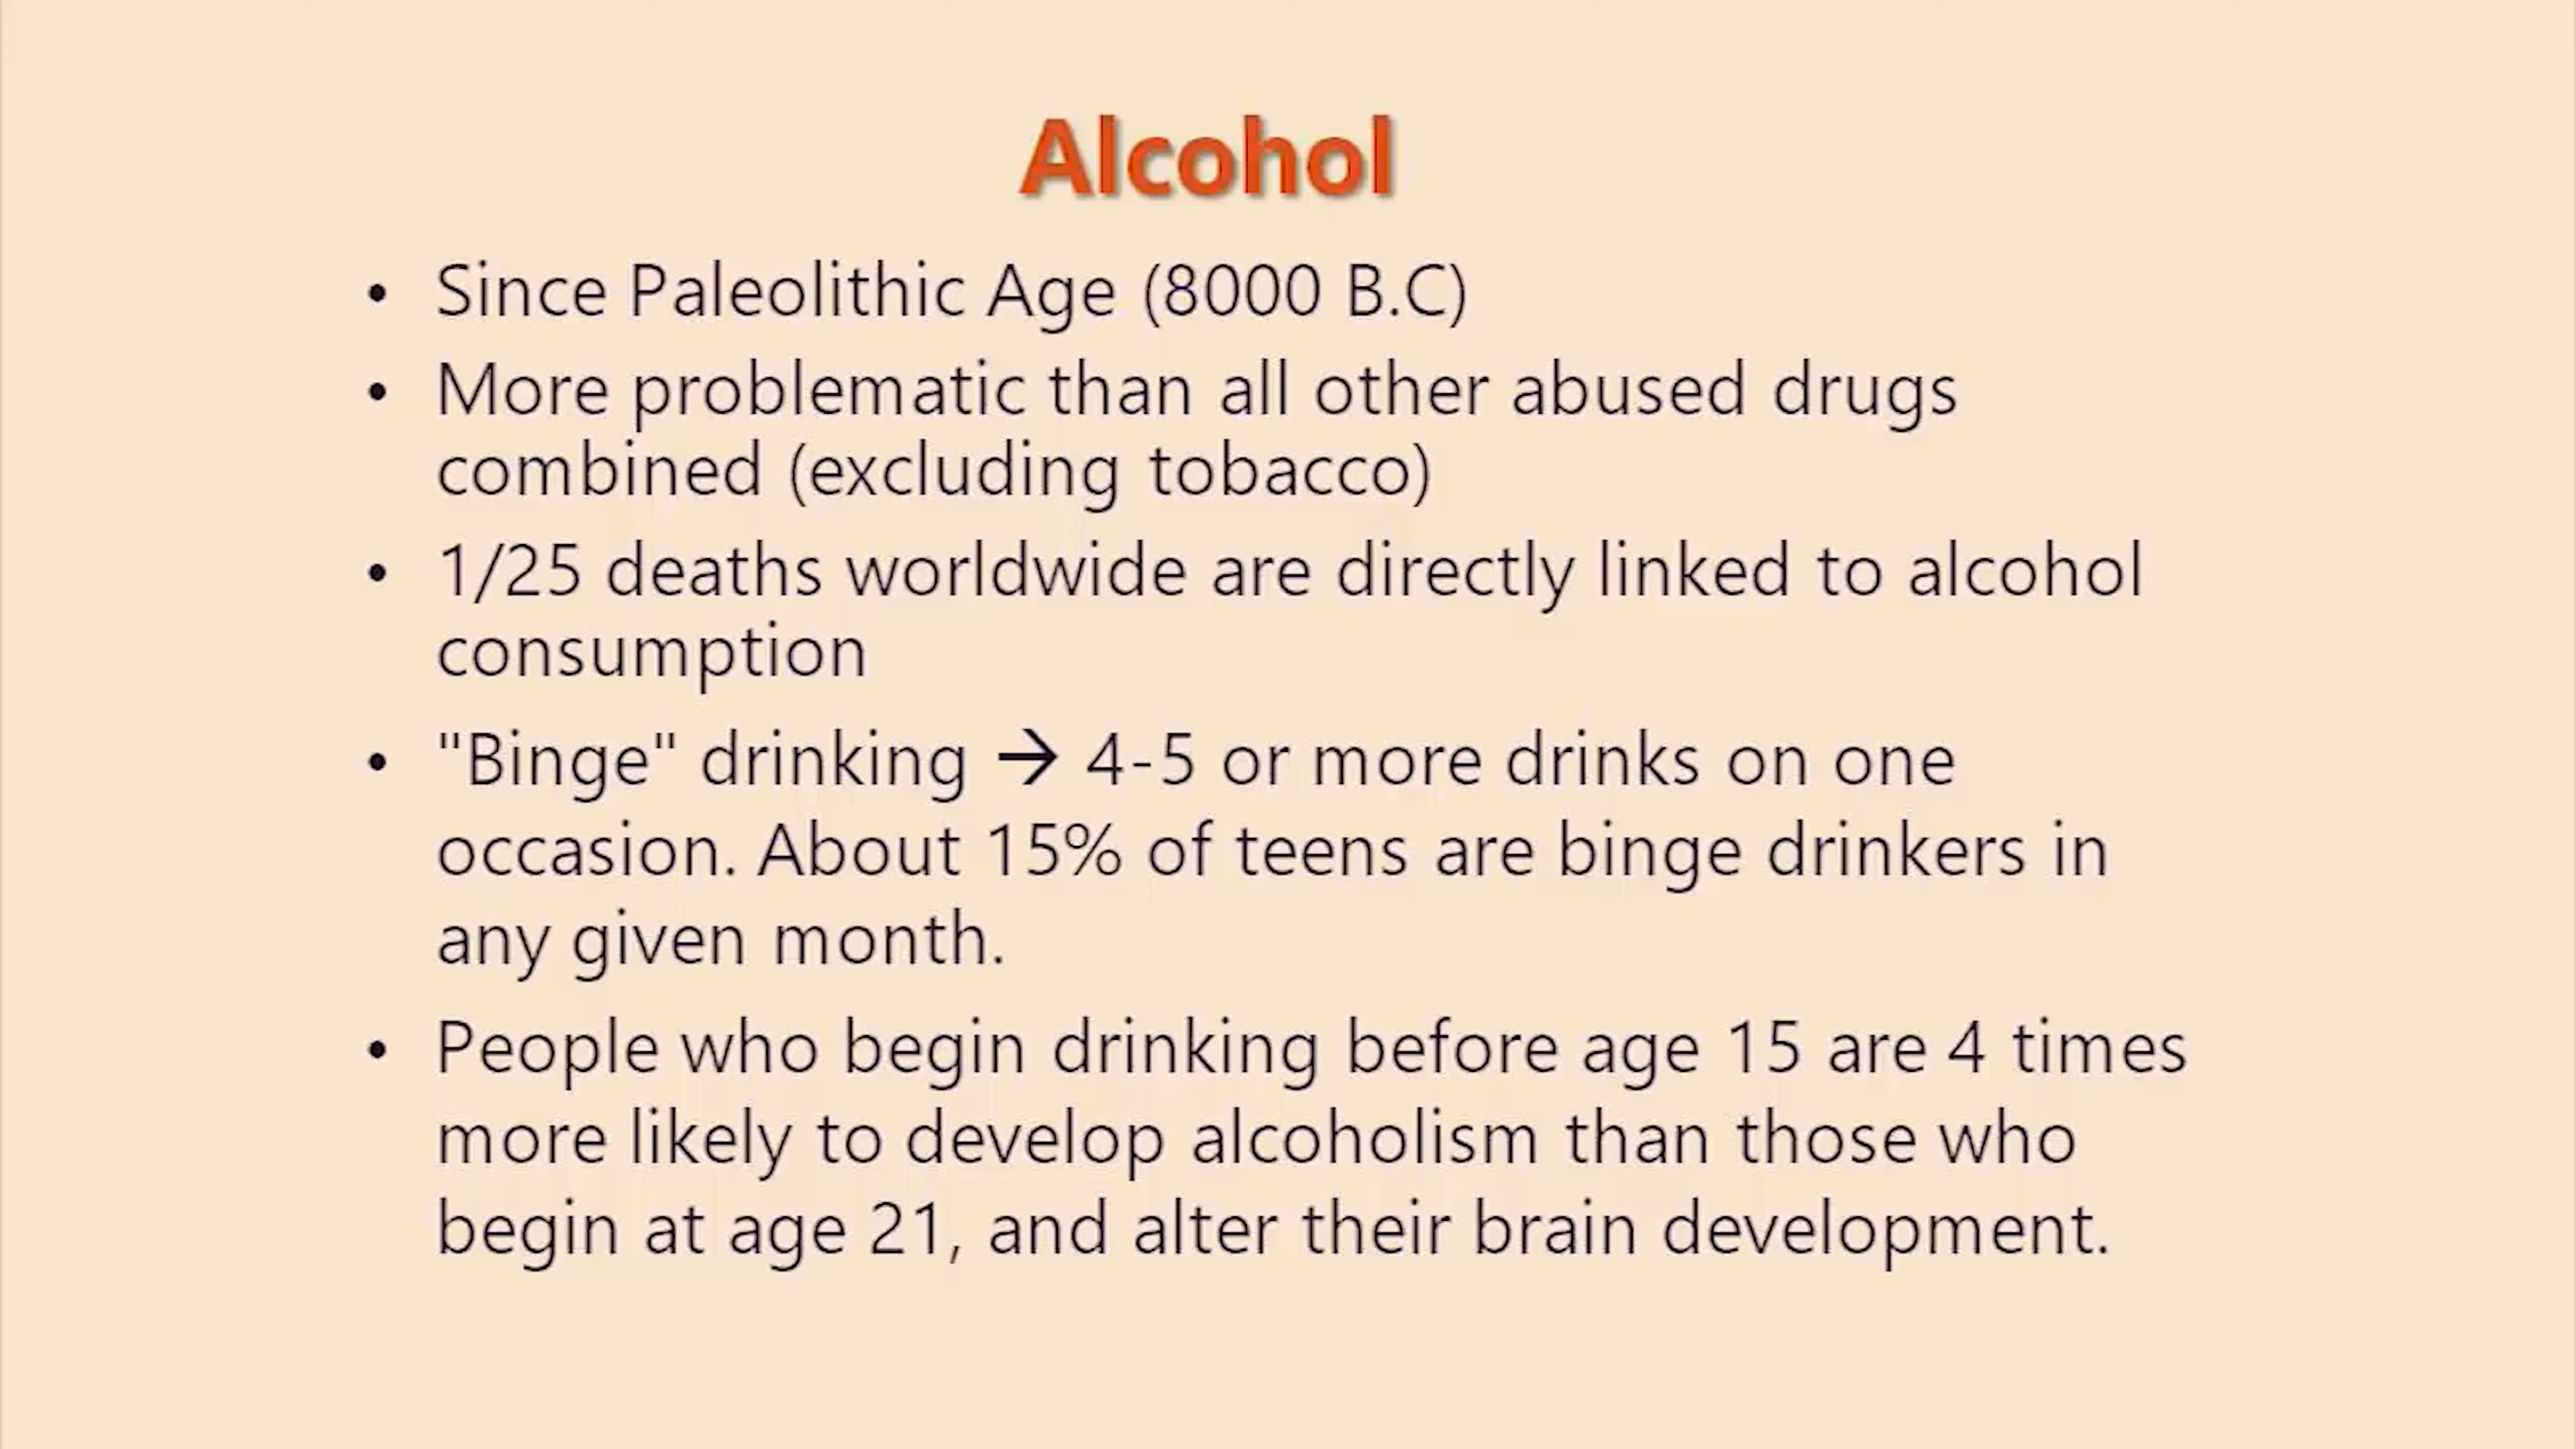 Alcohol
• Since Paleolithic Age (8000 B.C)
• More problematic than all other abused drugs
combined (excluding tobacco)
• 1/25 deaths worldwide are directly linked to alcohol
consumption
• "Binge" drinking → 4-5 or more drinks on one
occasion. About 15% of teens are binge drinkers in
any given month.
• People who begin drinking before age 15 are 4 times
more likely to develop alcoholism than those who
begin at age 21, and alter their brain development.